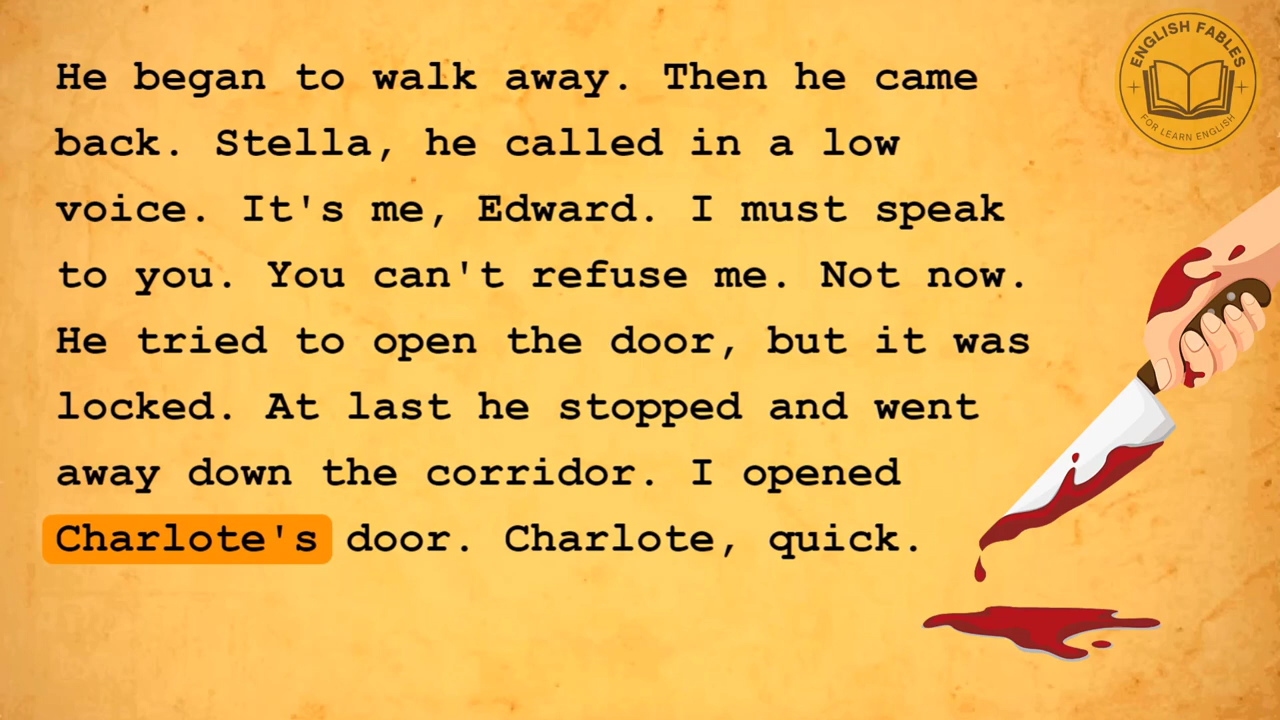 He began to walk away. Then he came
back. Stella, he called in a low
voice. It's me, Edward. I must speak
to you. You can't refuse me. Not now.
He tried to open the door, but it was
locked. At last he stopped and went
away down the corridor. I opened
Charlote's door. Charlote, quick.
ENGLISH FABLES
FOR LEARN ENGLISH